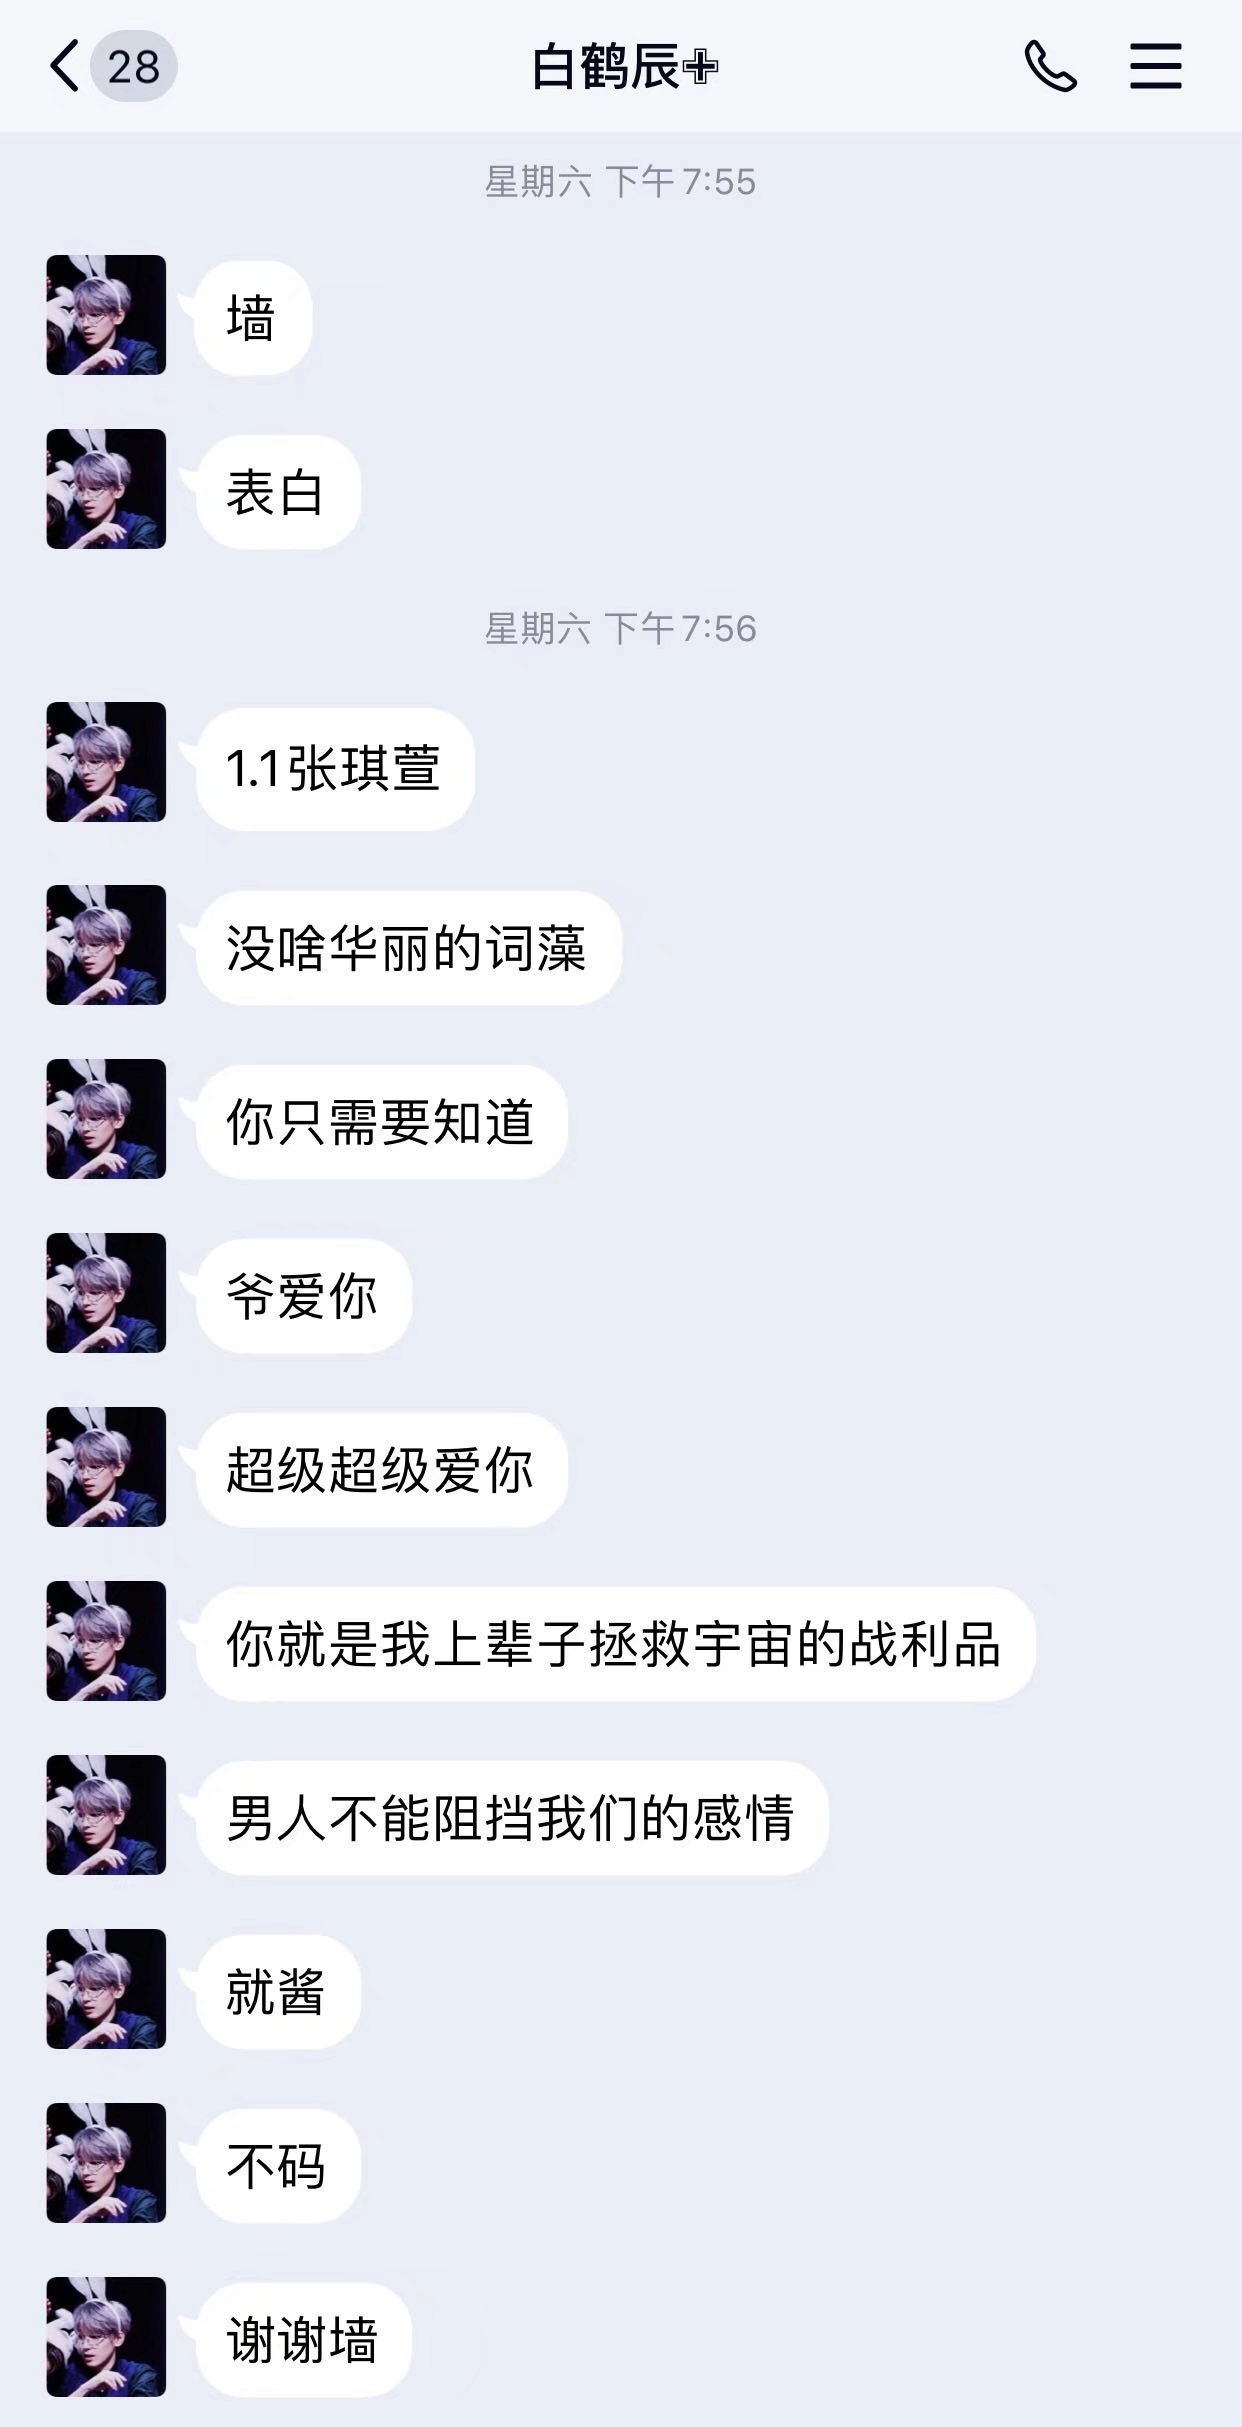 28
白鹤辰✙
星期六 下午 7:55
墙
表白
星期六 下午 7:56
1.1张琪萱
没啥华丽的词藻
你只需要知道
爷爱你
超级超级爱你
你就是我上辈子拯救宇宙的战利品
男人不能阻挡我们的感情
就酱
不码
谢谢墙